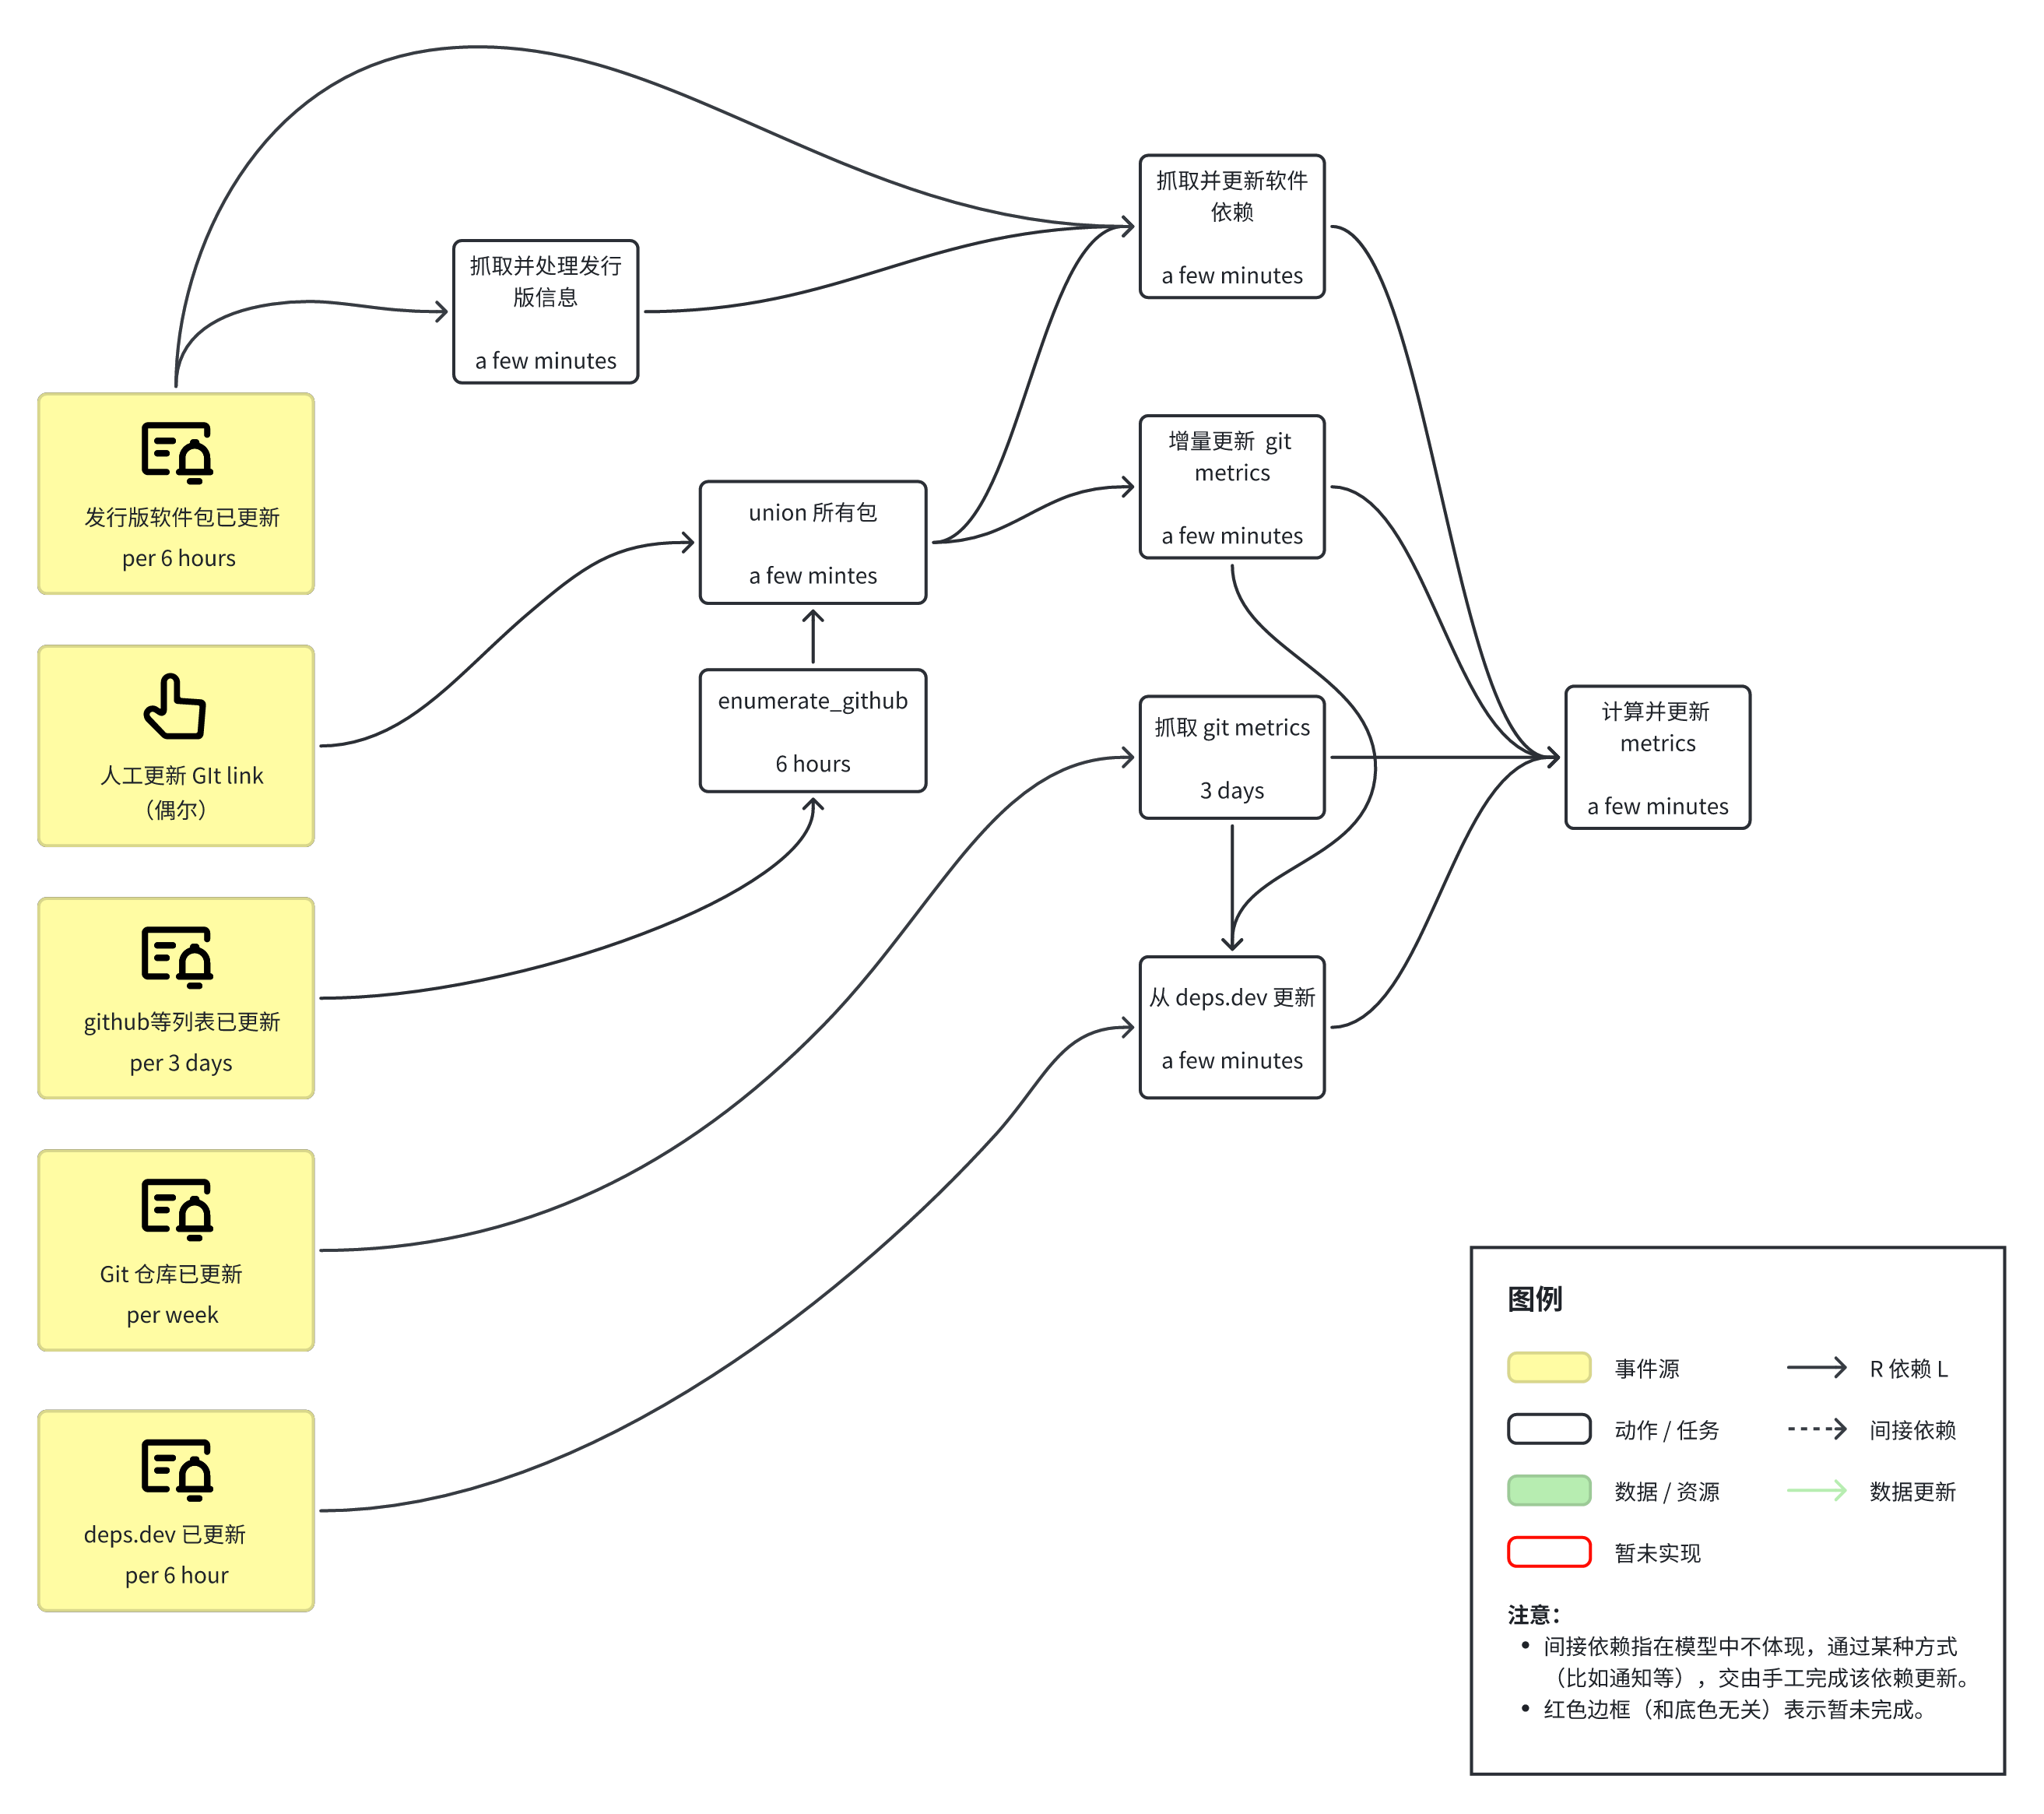 抓取并更新软件
依赖
a few minutes
抓取并处理发行
版信息
a few minutes
发行版软件包已更新
per 6 hours
增量更新 git
metrics
a few minutes
union 所有包
a few mintes
人工更新 GIt link
（偶尔）
enumerate_github
6 hours
抓取 git metrics
3 days
计算并更新
metrics
a few minutes
github等列表已更新
per 3 days
从 deps.dev 更新
a few minutes
Git 仓库已更新
per week
deps.dev 已更新
per 6 hour
图例
事件源
R 依赖 L
动作 / 任务
间接依赖
数据 / 资源
数据更新
暂未实现
注意：
• 间接依赖指在模型中不体现，通过某种方式
（比如通知等），交由手工完成该依赖更新。
• 红色边框（和底色无关）表示暂未完成。